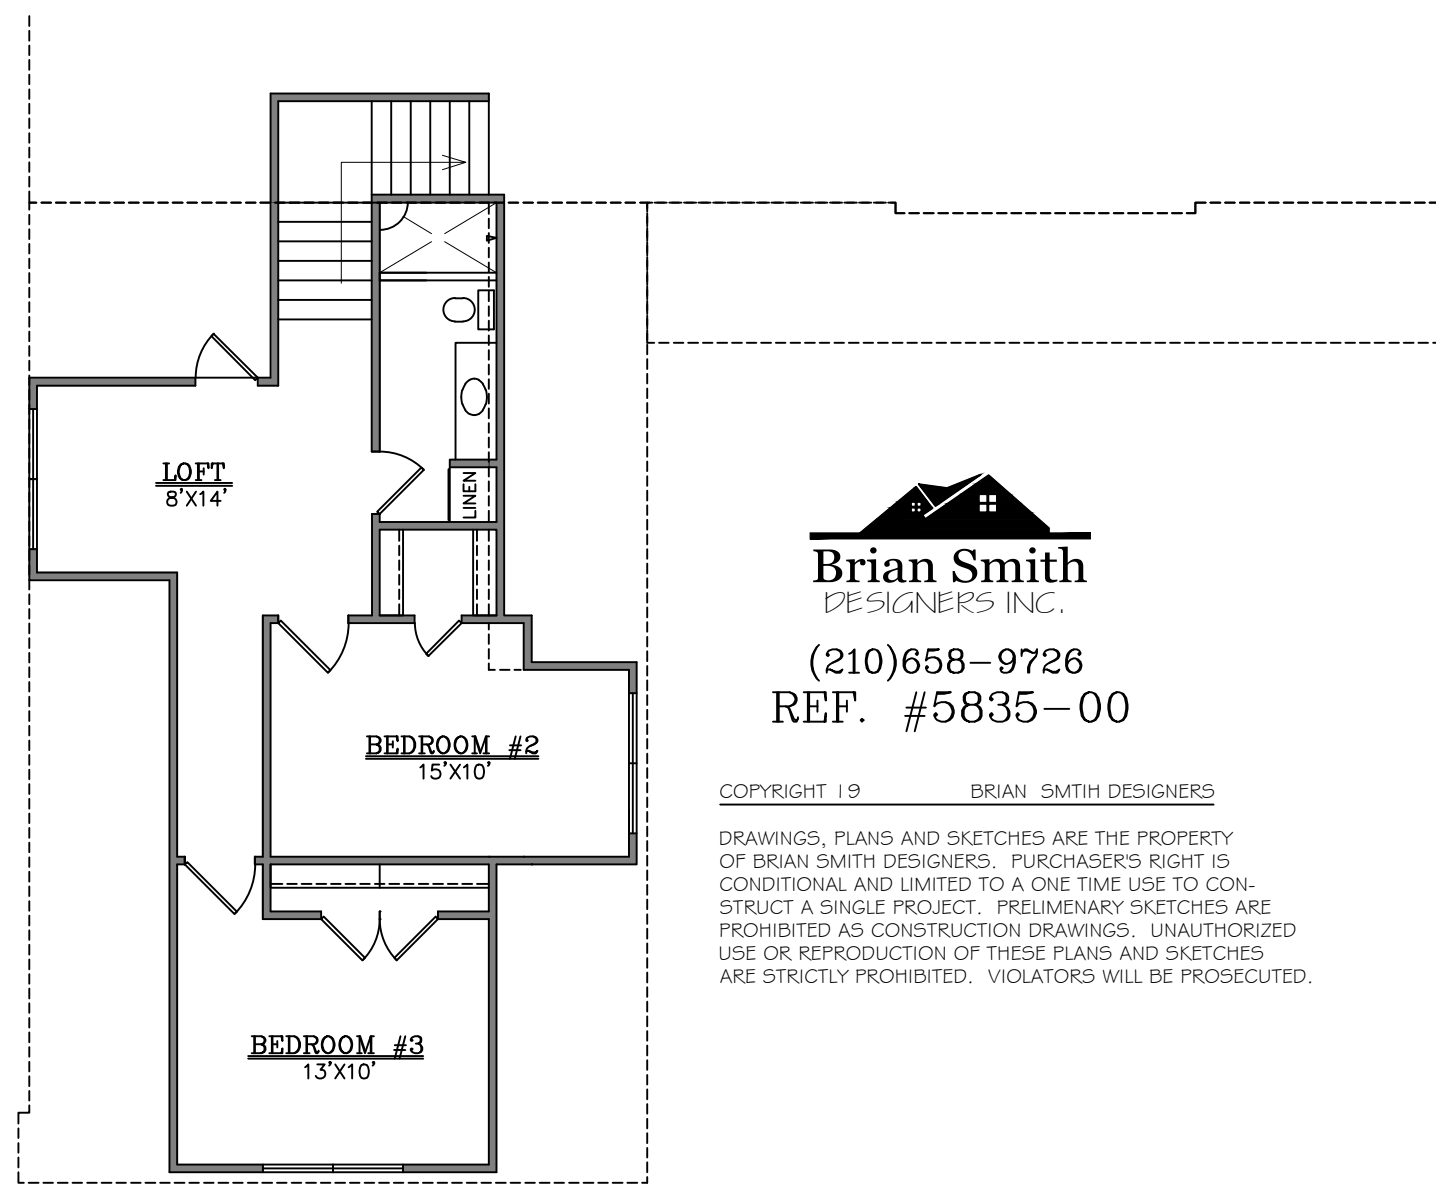 LOFT
8'X14'
LINEN
BEDROOM #2
15'X10'
BEDROOM #3
13'X10'
Brian Smith
DESIGNERS INC.
(210)658-9726
REF. #5835-00
COPYRIGHT 19 BRIAN SMTIH DESIGNERS
DRAWINGS, PLANS AND SKETCHES ARE THE PROPERTY
OF BRIAN SMITH DESIGNERS. PURCHASER'S RIGHT IS
CONDITIONAL AND LIMITED TO A ONE TIME USE TO CON-
STRUCT A SINGLE PROJECT. PRELIMENARY SKETCHES ARE
PROHIBITED AS CONSTRUCTION DRAWINGS. UNAUTHORIZED
USE OR REPRODUCTION OF THESE PLANS AND SKETCHES
ARE STRICTLY PROHIBITED. VIOLATORS WILL BE PROSECUTED.